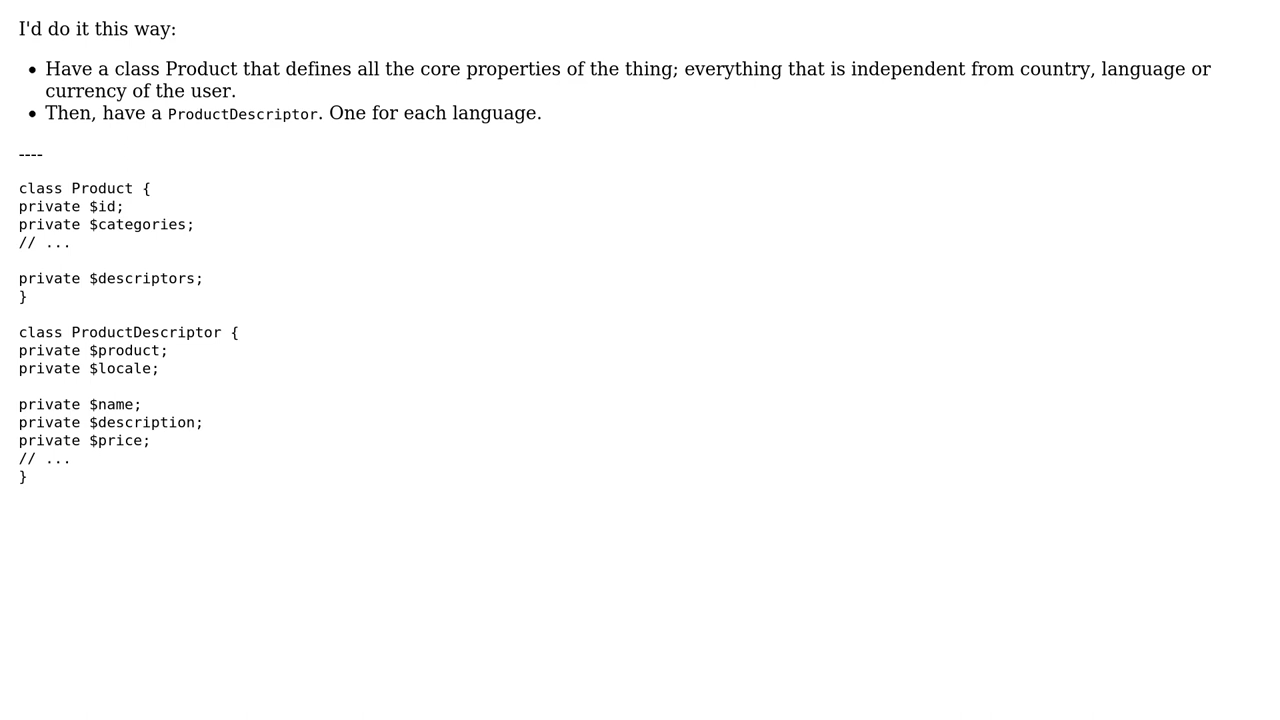 I'd do it this way:
• Have a class Product that defines all the core properties of the thing; everything that is independent from country, language or
currency of the user.
• Then, have a ProductDescriptor. One for each language.
----
class Product {
private $id;
private $categories;
// ...

private $descriptors;
}

class ProductDescriptor {
private $product;
private $locale;

private $name;
private $description;
private $price;
// ...
}